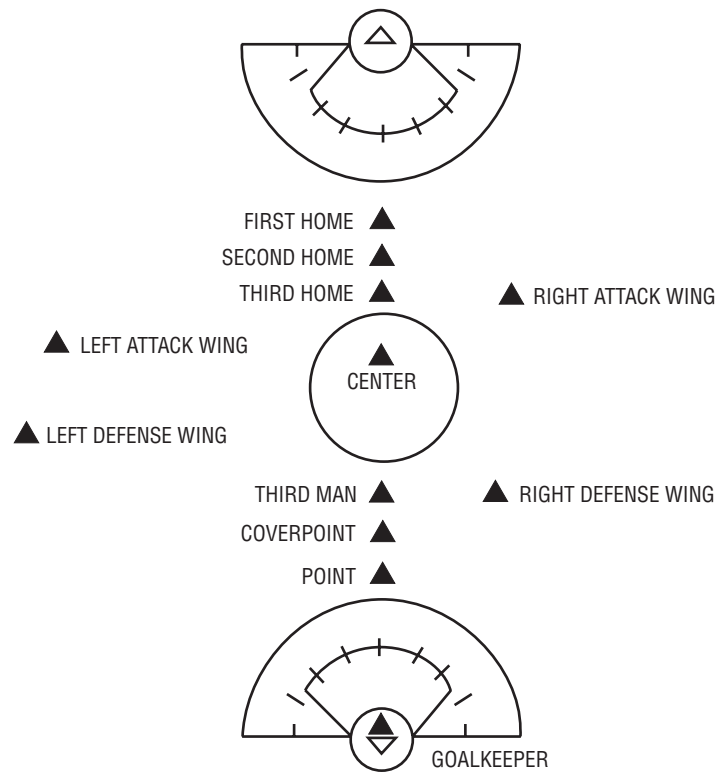 FIRST HOME
SECOND HOME
THIRD HOME
RIGHT ATTACK WING
LEFT ATTACK WING
CENTER
LEFT DEFENSE WING
THIRD MAN
RIGHT DEFENSE WING
COVERPOINT
POINT
GOALKEEPER